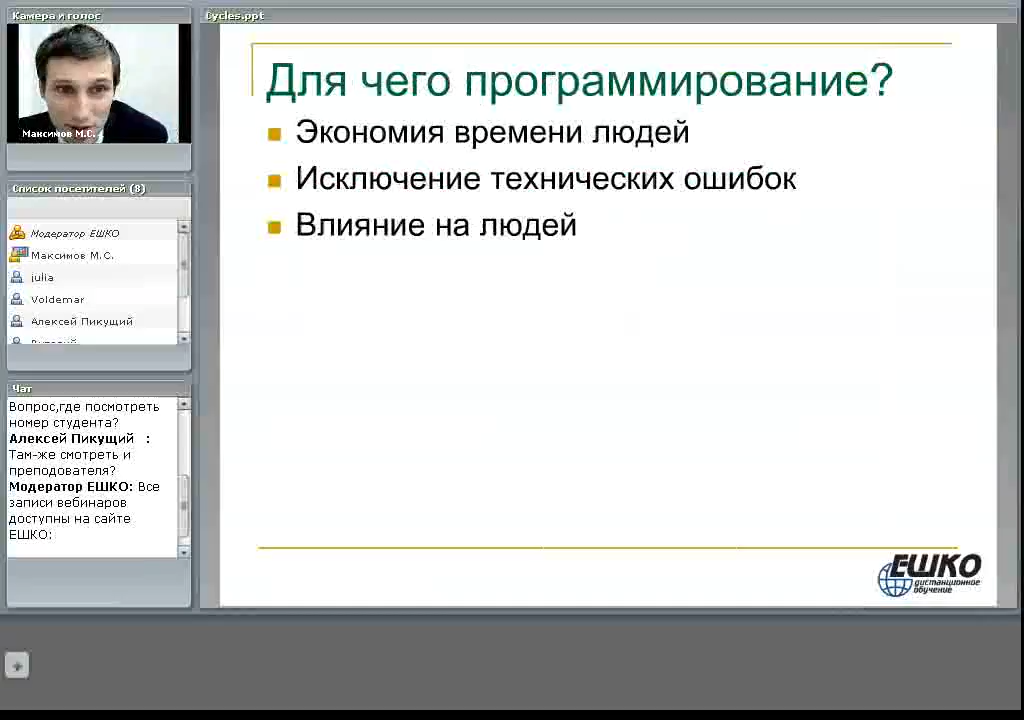 Камера и голос
Максимов М.С.
Список посетителей (8)
Модератор ЕШКО
Максимов М.С.
julia
Voldemar
Алексей Пикущий
Чат
Вопрос,где посмотреть
номер студента?
Алексей Пикущий :
Там-же смотреть и
преподователя?
Модератор ЕШКО: Все
записи вебинаров
доступны на сайте
ЕШКО:
Cycles.ppt
Для чего программирование?
Экономия времени людей
Исключение технических ошибок
Влияние на людей
ЕШКО
дистанционное
обучение